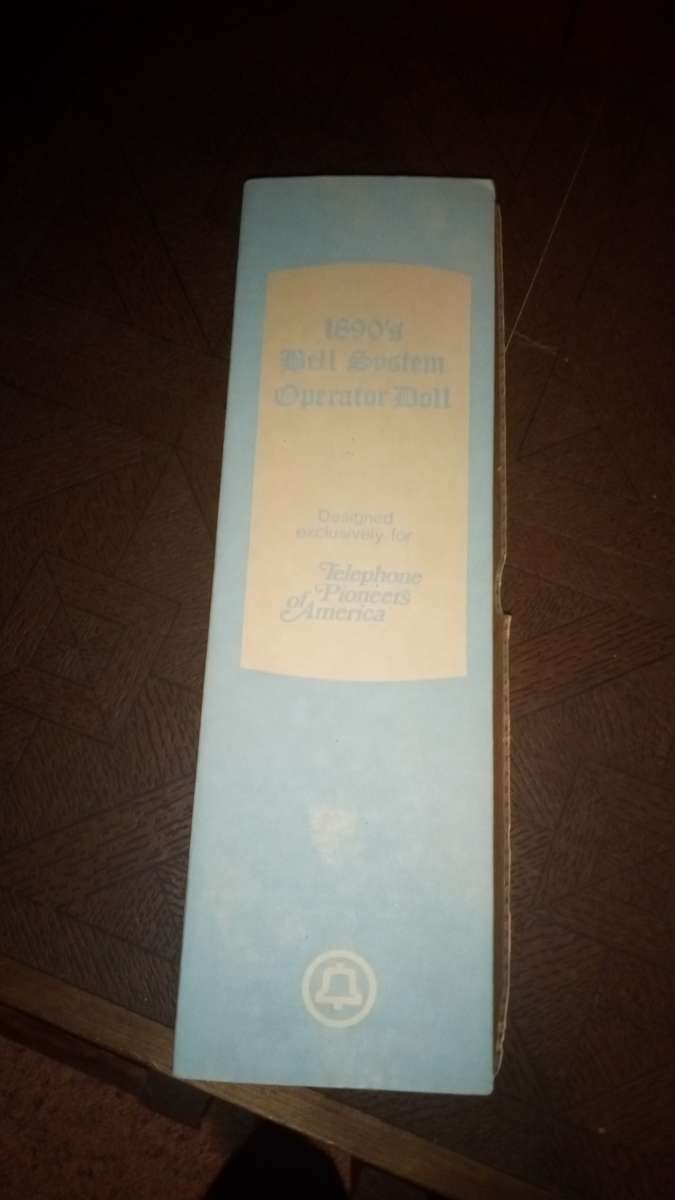 1890's
Bell System
Operator Doll
Designed
exclusively for
Telephone
Pioneers
of America